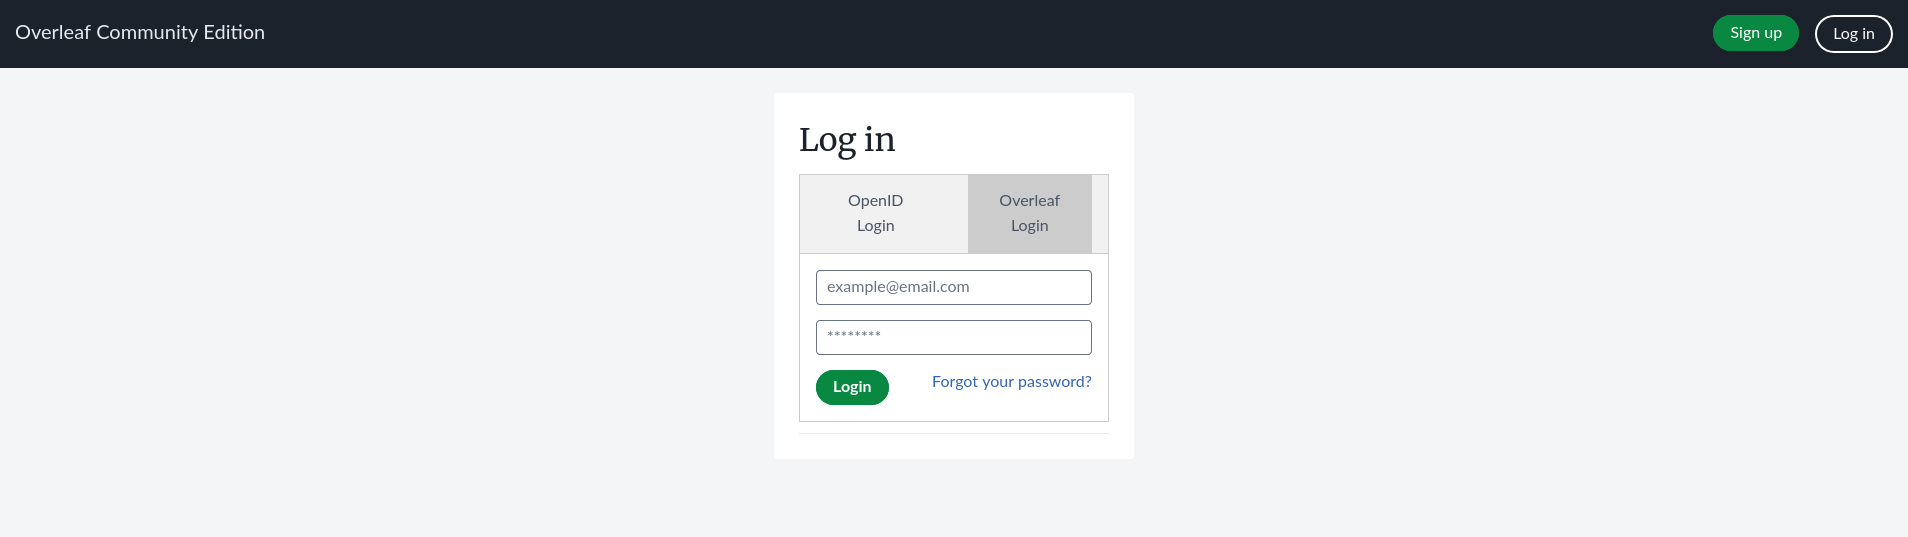 Overleaf Community Edition
Sign up
Log in
Log in
OpenID
Login
Overleaf
Login
example@email.com
********
Login
Forgot your password?